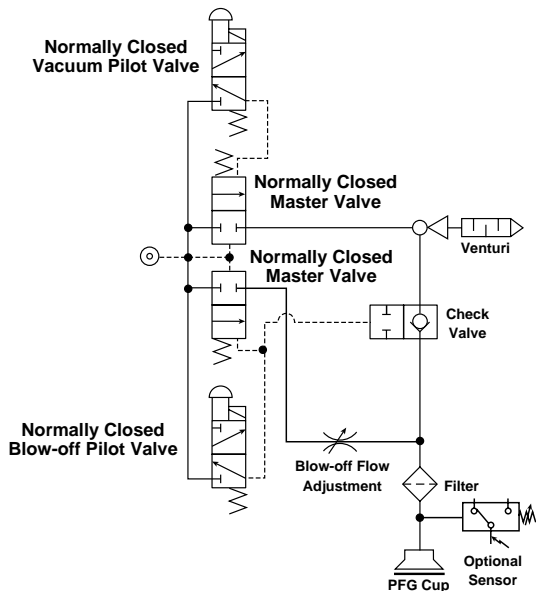 Normally Closed
Vacuum Pilot Valve
Normally Closed
Master Valve
Venturi
Normally Closed
Master Valve
Check
Valve
Normally Closed
Blow-off Pilot Valve
Blow-off Flow
Adjustment
Filter
Optional
Sensor
PFG Cup